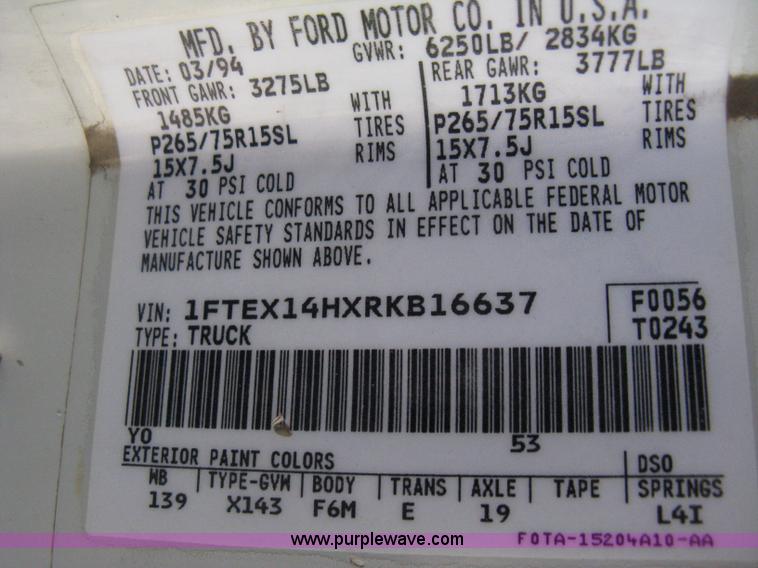 MFD. BY FORD MOTOR CO. IN U.S.A.
DATE: 03/94 GVWR: 6250LB/ 2834KG
FRONT GAWR: 3275LB REAR GAWR: 3777LB
1485KG WITH 1713KG WITH
P265/75R15SL TIRES P265/75R15SL TIRES
15X7.5J RIMS 15X7.5J RIMS
AT 30 PSI COLD AT 30 PSI COLD
THIS VEHICLE CONFORMS TO ALL APPLICABLE FEDERAL MOTOR
VEHICLE SAFETY STANDARDS IN EFFECT ON THE DATE OF
MANUFACTURE SHOWN ABOVE.
VIN: 1FTEX14HXRKB16637 F0056
TYPE: TRUCK T0243
YO 53
EXTERIOR PAINT COLORS DSO
WB TYPE-GVW BODY TRANS AXLE TAPE SPRINGS
139 X143 F6M E 19 L4I
www.purplewave.com F0TA-15204A10-AA